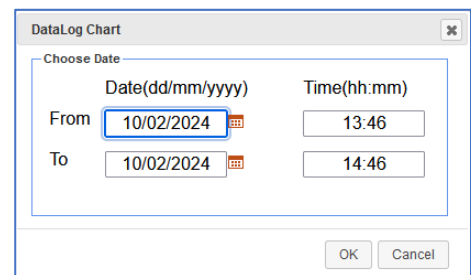 DataLog Chart
Choose Date
Date(dd/mm/yyyy) Time(hh:mm)
From 10/02/2024 13:46
To 10/02/2024 14:46
OK Cancel